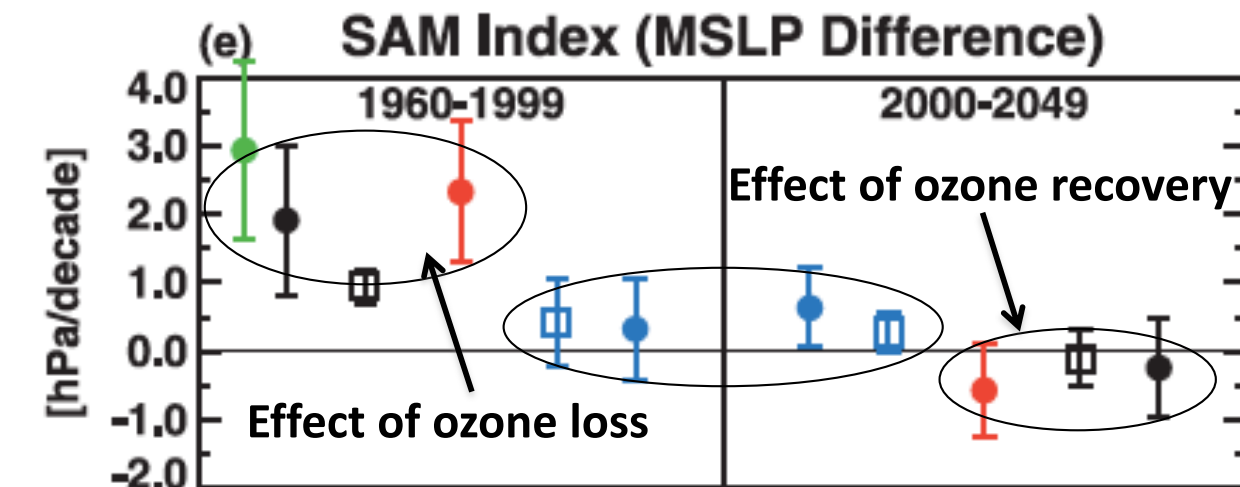 (e) SAM Index (MSLP Difference)
1960-1999
2000-2049
[hPa/decade]
4.0
3.0
2.0
1.0
0.0
-1.0
-2.0
Effect of ozone recovery
Effect of ozone loss